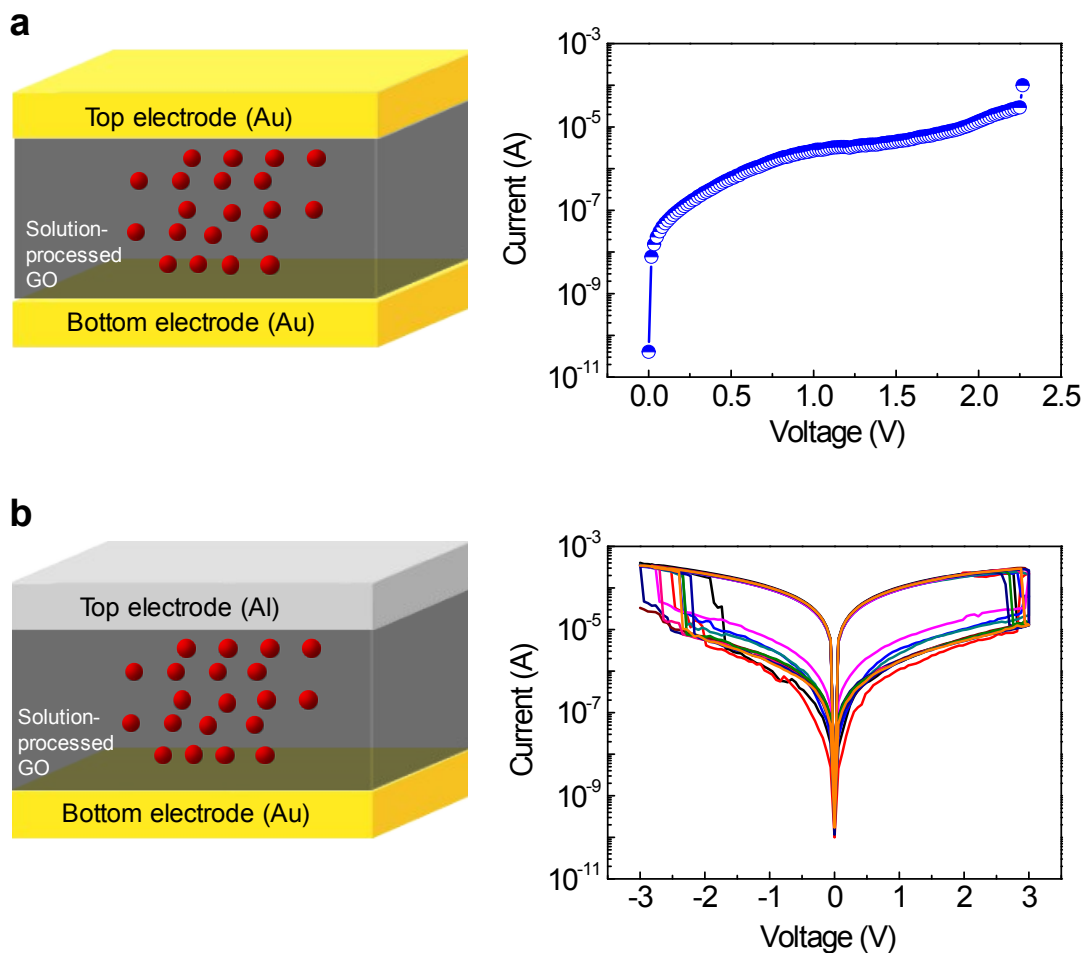 a
Top electrode (Au)
Solution-
processed
GO
Bottom electrode (Au)
10⁻³
10⁻⁵
10⁻⁷
10⁻⁹
10⁻¹¹
Current (A)
0.0 0.5 1.0 1.5 2.0 2.5
Voltage (V)
b
Top electrode (Al)
Solution-
processed
GO
Bottom electrode (Au)
10⁻³
10⁻⁵
10⁻⁷
10⁻⁹
10⁻¹¹
Current (A)
-3 -2 -1 0 1 2 3
Voltage (V)